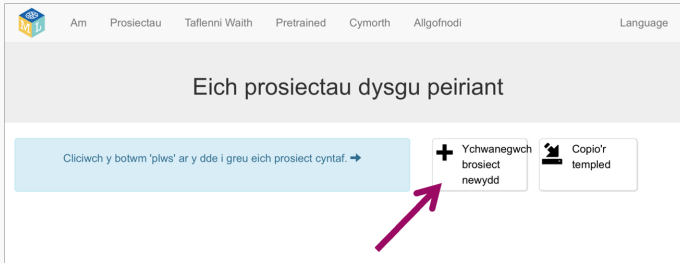 M L
Am Prosiectau Taflenni Waith Pretrained Cymorth Allgofnodi Language
Eich prosiectau dysgu peiriant
Cliciwch y botwm 'plws' ar y dde i greu eich prosiect cyntaf.
Ychwanegwch
brosiect
newydd
Copio'r
templed